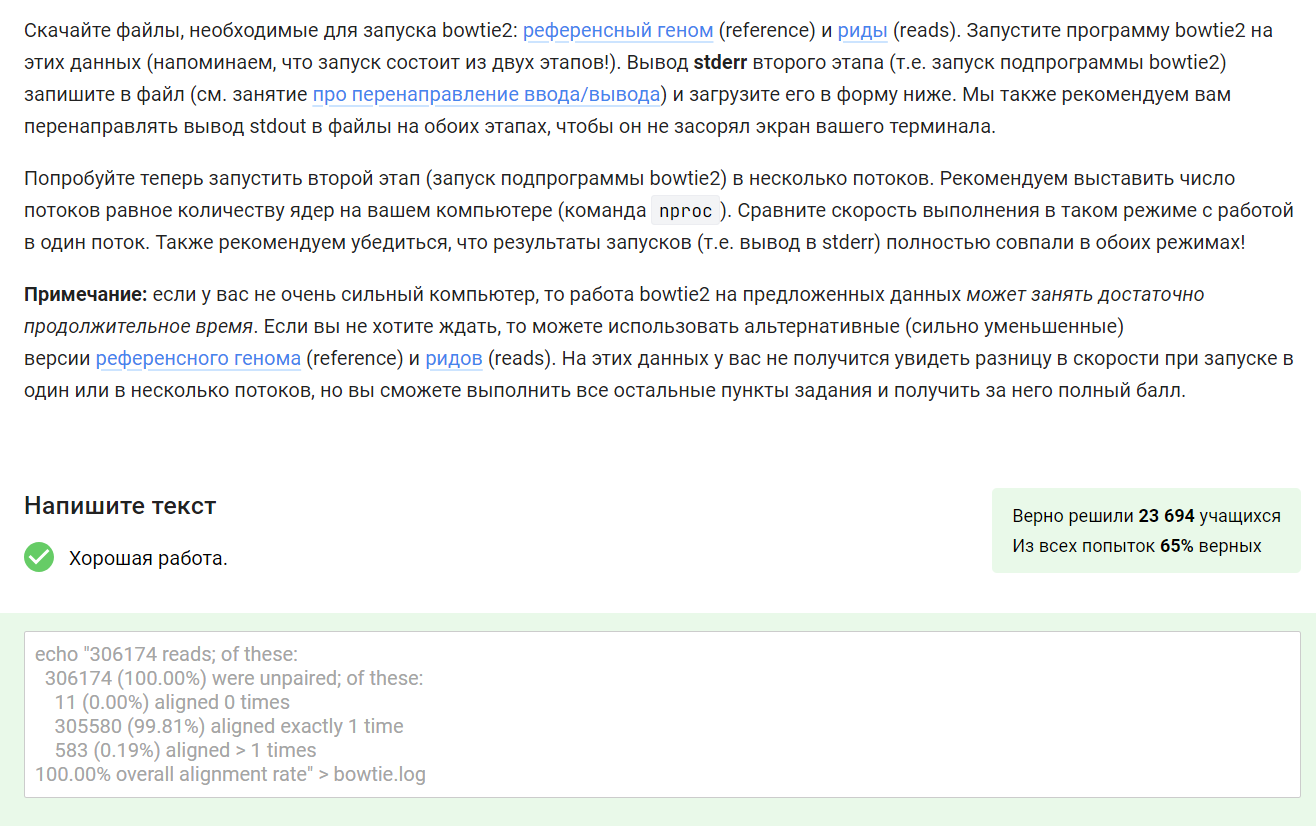 Скачайте файлы, необходимые для запуска bowtie2: референсный геном (reference) и риды (reads). Запустите программу bowtie2 на
этих данных (напоминаем, что запуск состоит из двух этапов!). Вывод stderr второго этапа (т.е. запуск подпрограммы bowtie2)
запишите в файл (см. занятие про перенаправление ввода/вывода) и загрузите его в форму ниже. Мы также рекомендуем вам
перенаправлять вывод stdout в файлы на обоих этапах, чтобы он не засорял экран вашего терминала.
Попробуйте теперь запустить второй этап (запуск подпрограммы bowtie2) в несколько потоков. Рекомендуем выставить число
потоков равное количеству ядер на вашем компьютере (команда nproc). Сравните скорость выполнения в таком режиме с работой
в один поток. Также рекомендуем убедиться, что результаты запусков (т.е. вывод в stderr) полностью совпали в обоих режимах!
Примечание: если у вас не очень сильный компьютер, то работа bowtie2 на предложенных данных может занять достаточно
продолжительное время. Если вы не хотите ждать, то можете использовать альтернативные (сильно уменьшенные)
версии референсного генома (reference) и ридов (reads). На этих данных у вас не получится увидеть разницу в скорости при запуске в
один или в несколько потоков, но вы сможете выполнить все остальные пункты задания и получить за него полный балл.
Напишите текст
Верно решили 23 694 учащихся
Из всех попыток 65% верных
Хорошая работа.
echo "306174 reads; of these:
306174 (100.00%) were unpaired; of these:
11 (0.00%) aligned 0 times
305580 (99.81%) aligned exactly 1 time
583 (0.19%) aligned > 1 times
100.00% overall alignment rate" > bowtie.log